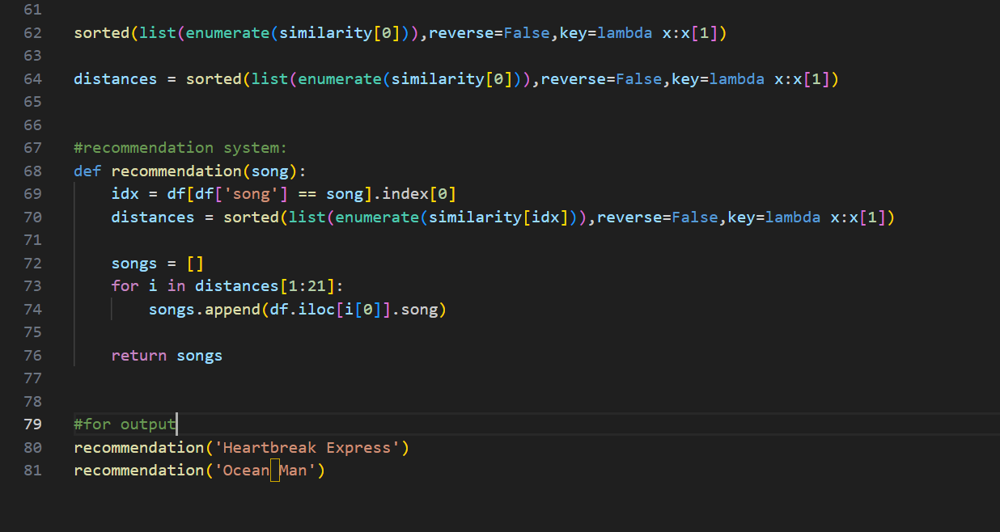 61
62 sorted(list(enumerate(similarity[0])),reverse=False,key=lambda x:x[1])
63
64 distances = sorted(list(enumerate(similarity[0])),reverse=False,key=lambda x:x[1])
65
66
67 #recommendation system:
68 def recommendation(song):
69     idx = df[df['song'] == song].index[0]
70     distances = sorted(list(enumerate(similarity[idx])),reverse=False,key=lambda x:x[1])
71
72     songs = []
73     for i in distances[1:21]:
74         songs.append(df.iloc[i[0]].song)
75
76     return songs
77
78
79 #for output
80 recommendation('Heartbreak Express')
81 recommendation('Ocean Man')